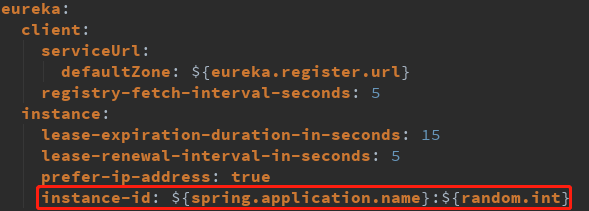 eureka:
  client:
    serviceUrl:
      defaultZone: ${eureka.register.url}
    registry-fetch-interval-seconds: 5
  instance:
    lease-expiration-duration-in-seconds: 15
    lease-renewal-interval-in-seconds: 5
    prefer-ip-address: true
    instance-id: ${spring.application.name}:${random.int}